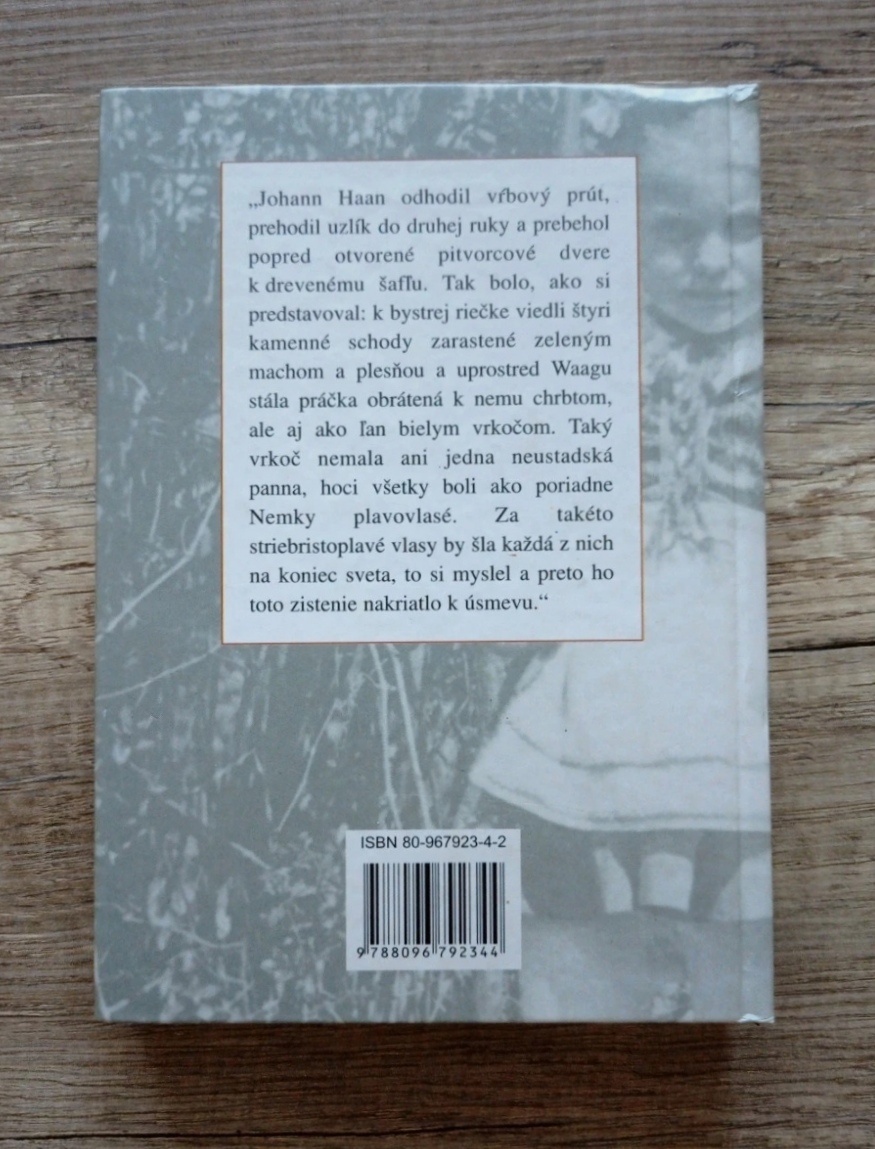 „Johann Haan odhodil vŕbový prút,
prehodil uzlík do druhej ruky a prebehol
popred otvorené pitvorcové dvere
k drevenému šaffu. Tak bolo, ako si
predstavoval: k bystrej riečke viedli štyri
kamenné schody zarastené zeleným
machom a plesňou a uprostred Waagu
stála práčka obrátená k nemu chrbtom,
ale aj ako ľan bielym vrkočom. Taký
vrkoč nemala ani jedna neustadská
panna, hoci všetky boli ako poriadne
Nemky plavovlasé. Za takéto
striebristoplavé vlasy by šla každá z nich
na koniec sveta, to si myslel a preto ho
toto zistenie nakriatlo k úsmevu.“
ISBN 80-967923-4-2
9 788096 792344